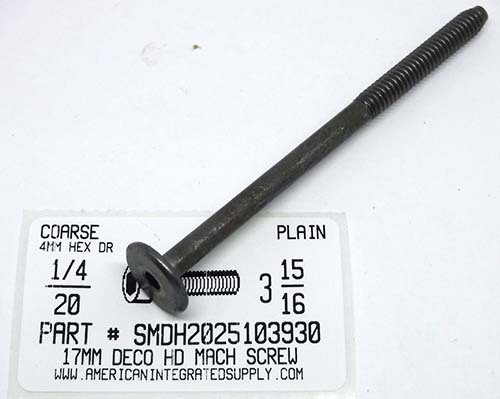 COARSE PLAIN
4MM HEX DR
1/4 20 3 15/16
PART # SMDH2025103930
17MM DECO HD MACH SCREW
WWW.AMERICANINTEGRATEDSUPPLY.COM